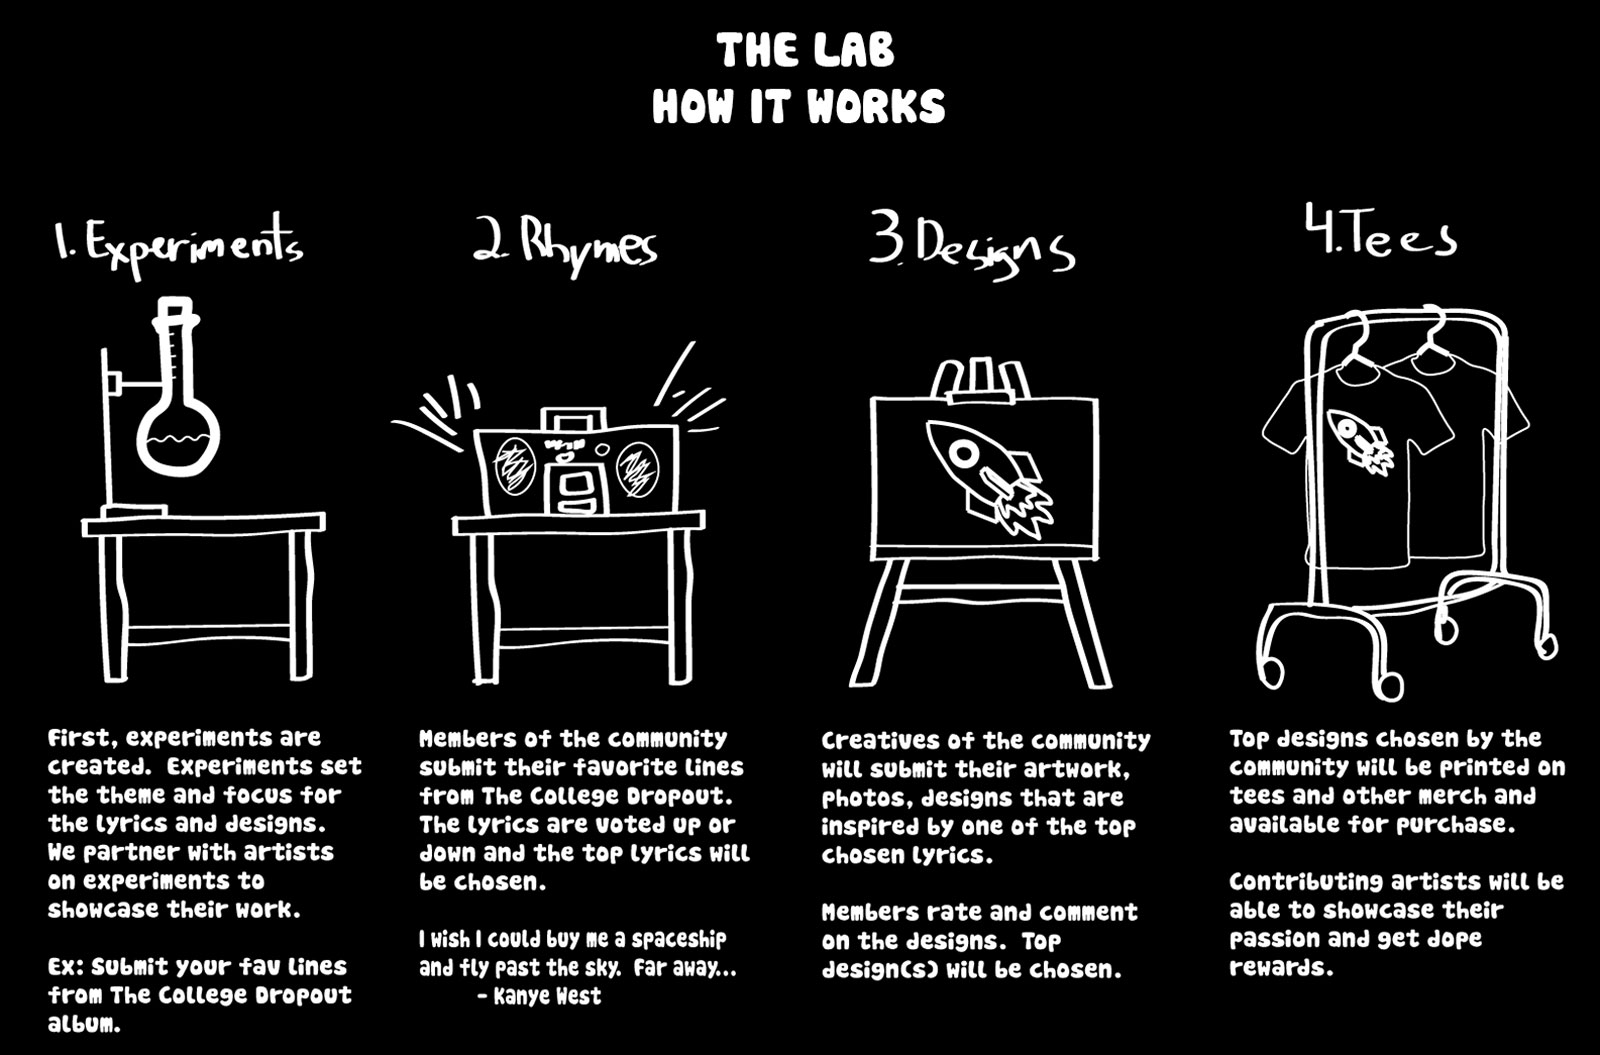 THE LAB
HOW IT WORKS
1. Experiments
First, experiments are
created. Experiments set
the theme and focus for
the lyrics and designs.
We partner with artists
on experiments to
showcase their work.
Ex: Submit your fav lines
from The College Dropout
album.
2. Rhymes
Members of the community
submit their favorite lines
from The College Dropout.
The lyrics are voted up or
down and the top lyrics will
be chosen.
I wish I could buy me a spaceship
and fly past the sky. Far away...
- Kanye West
3. Designs
Creatives of the community
will submit their artwork,
photos, designs that are
inspired by one of the top
chosen lyrics.
Members rate and comment
on the designs. Top
design(s) will be chosen.
4. Tees
Top designs chosen by the
community will be printed on
tees and other merch and
available for purchase.
Contributing artists will be
able to showcase their
passion and get dope
rewards.